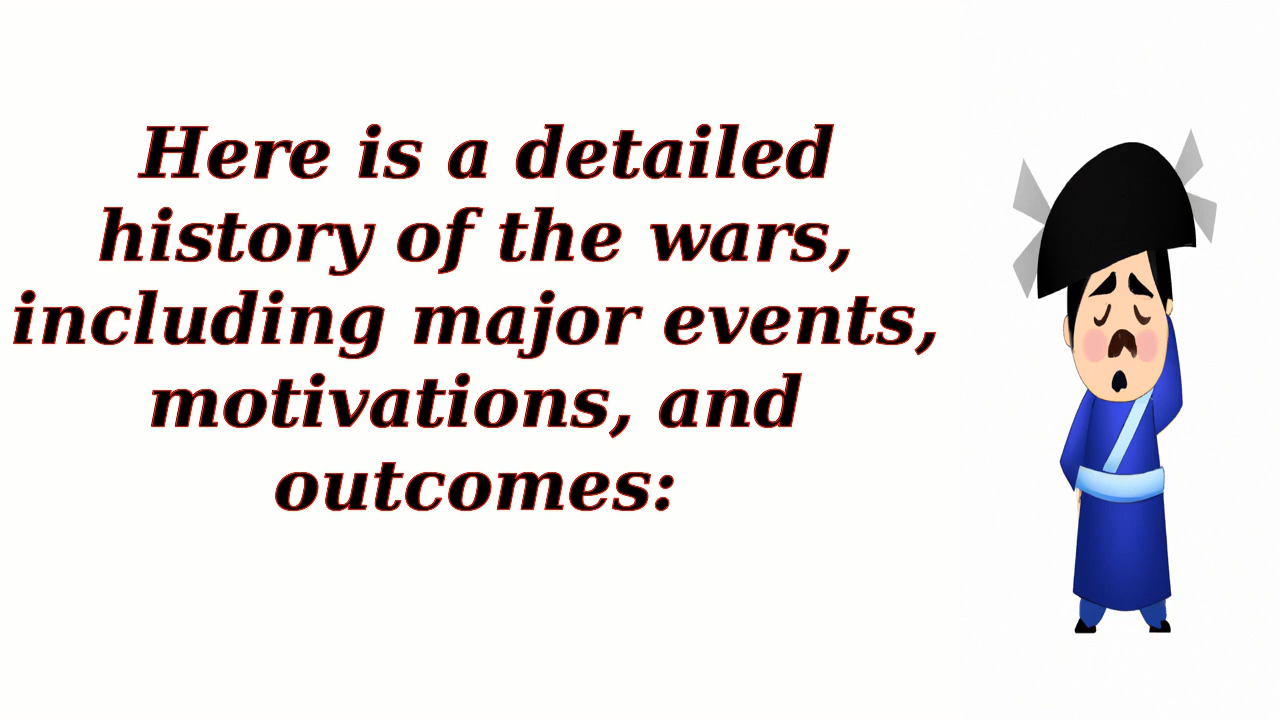 Here is a detailed
history of the wars,
including major events,
motivations, and
outcomes: